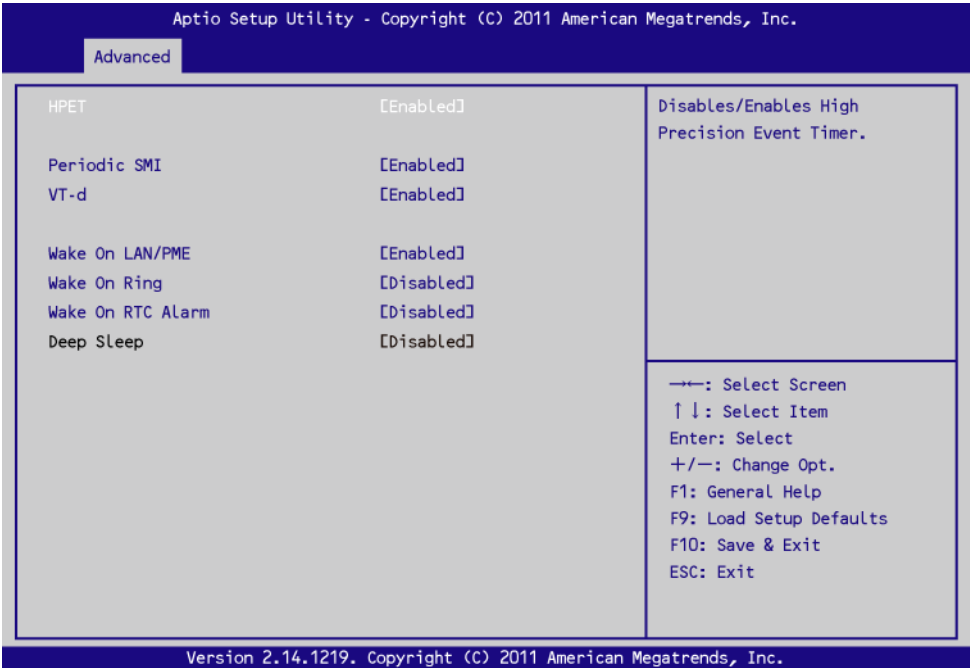 Aptio Setup Utility - Copyright (C) 2011 American Megatrends, Inc.
Advanced
HPET [Enabled]
Periodic SMI [Enabled]
VT-d [Enabled]
Wake On LAN/PME [Enabled]
Wake On Ring [Disabled]
Wake On RTC Alarm [Disabled]
Deep Sleep [Disabled]
Disables/Enables High
Precision Event Timer.
→←: Select Screen
↑↓: Select Item
Enter: Select
+/−: Change Opt.
F1: General Help
F9: Load Setup Defaults
F10: Save & Exit
ESC: Exit
Version 2.14.1219. Copyright (C) 2011 American Megatrends, Inc.